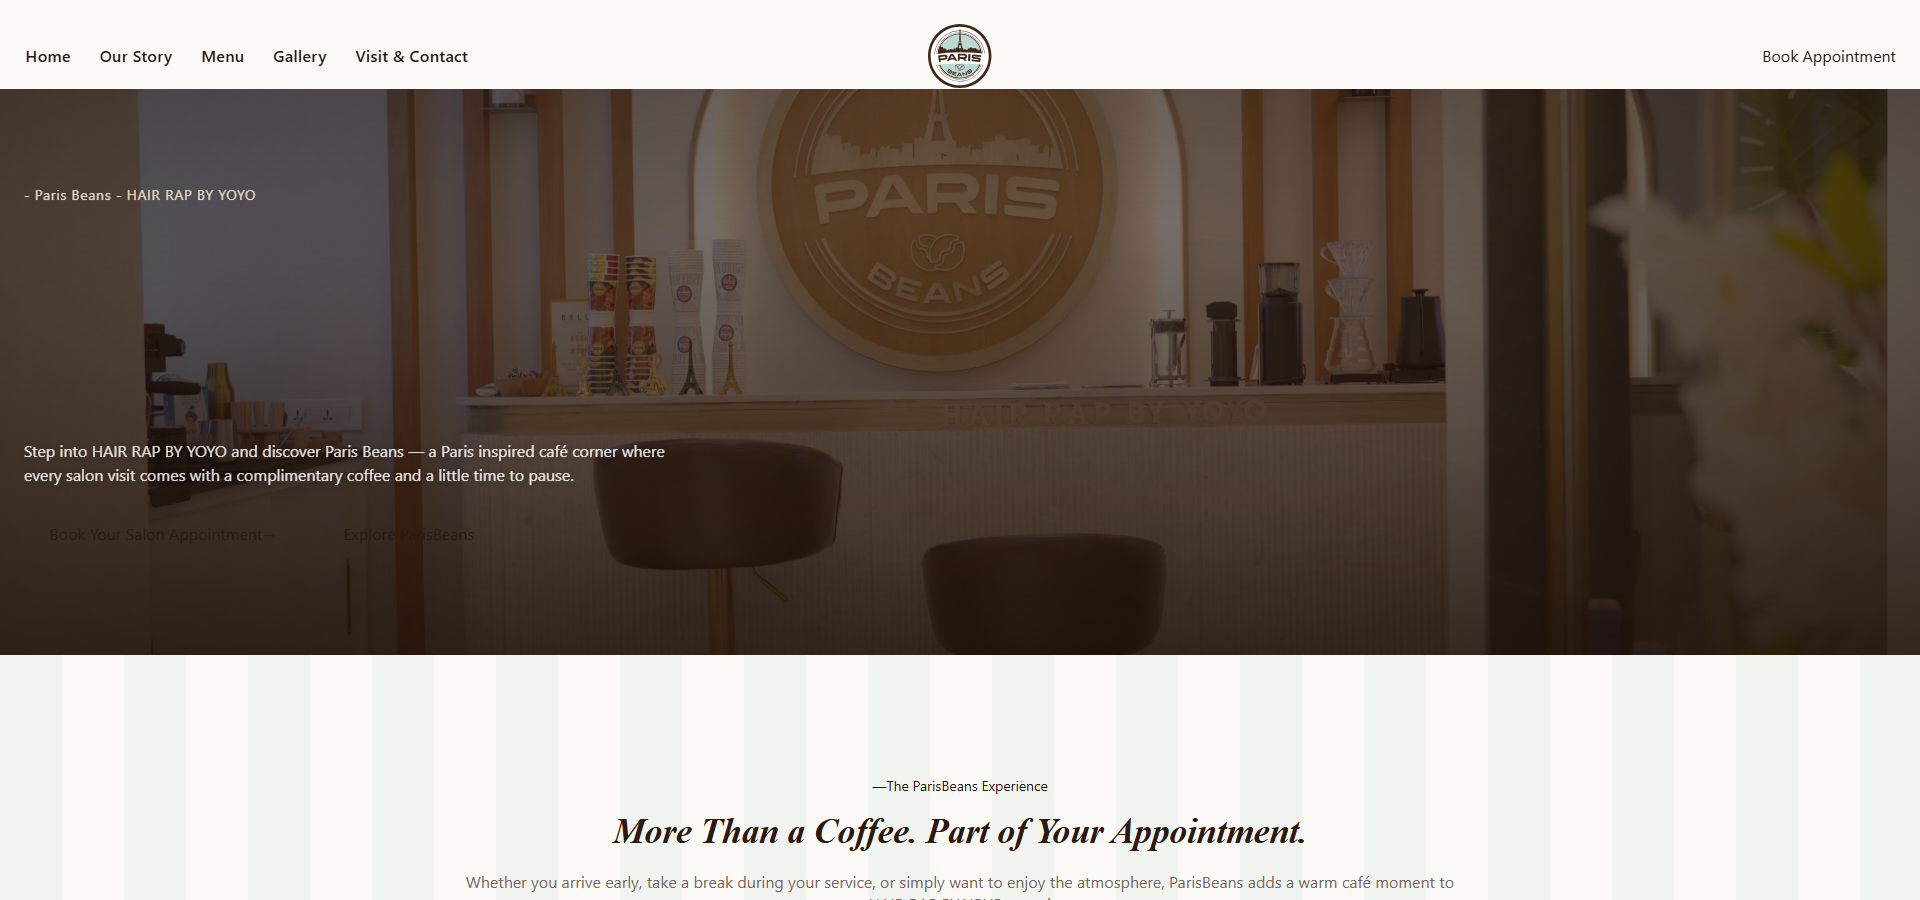 Home
Our Story
Menu
Gallery
Visit & Contact
PARIS
BEANS
Book Appointment
- Paris Beans - HAIR RAP BY YOYO
PARIS
BEANS
HAIR RAP BY YOYO
Step into HAIR RAP BY YOYO and discover Paris Beans — a Paris inspired café corner where
every salon visit comes with a complimentary coffee and a little time to pause.
Book Your Salon Appointment→
Explore ParisBeans
—The ParisBeans Experience
More Than a Coffee. Part of Your Appointment.
Whether you arrive early, take a break during your service, or simply want to enjoy the atmosphere, ParisBeans adds a warm café moment to